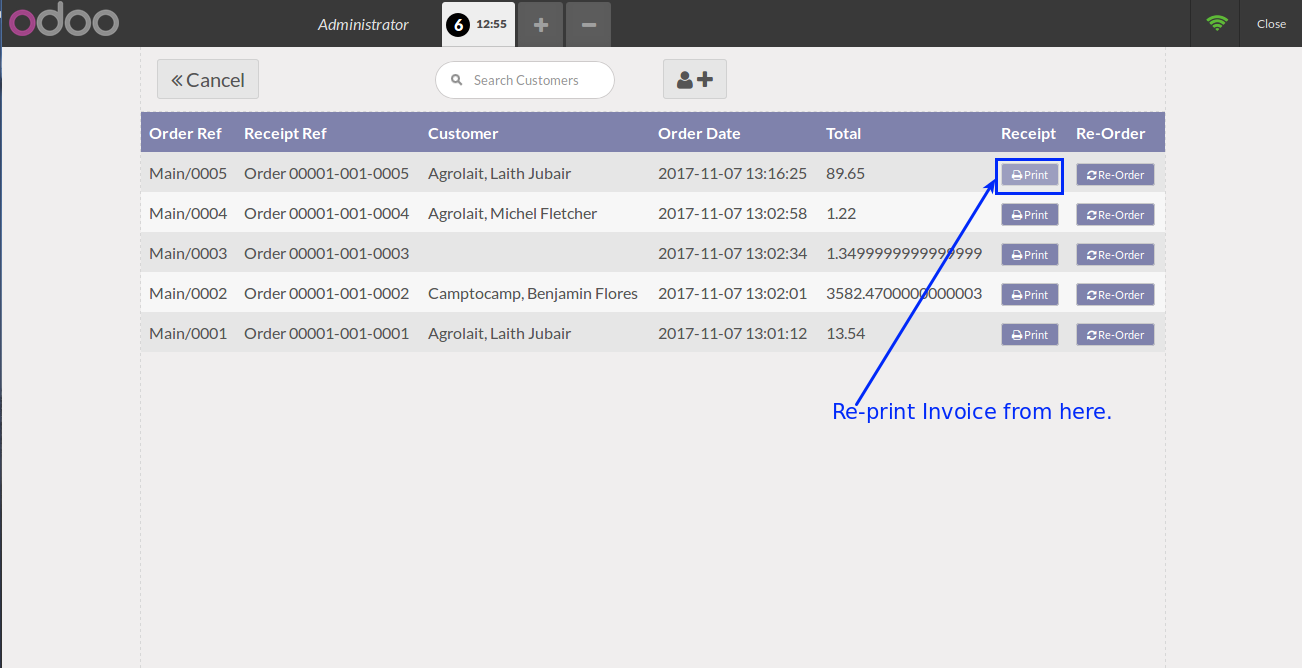 odoo Administrator 6 12:55 Close
Cancel Search Customers
Order Ref Receipt Ref Customer Order Date Total Receipt Re-Order
Main/0005 Order 00001-001-0005 Agrolait, Laith Jubair 2017-11-07 13:16:25 89.65 Print Re-Order
Main/0004 Order 00001-001-0004 Agrolait, Michel Fletcher 2017-11-07 13:02:58 1.22 Print Re-Order
Main/0003 Order 00001-001-0003 2017-11-07 13:02:34 1.3499999999999999 Print Re-Order
Main/0002 Order 00001-001-0002 Camptocamp, Benjamin Flores 2017-11-07 13:02:01 3582.4700000000003 Print Re-Order
Main/0001 Order 00001-001-0001 Agrolait, Laith Jubair 2017-11-07 13:01:12 13.54 Print Re-Order
Re-print Invoice from here.